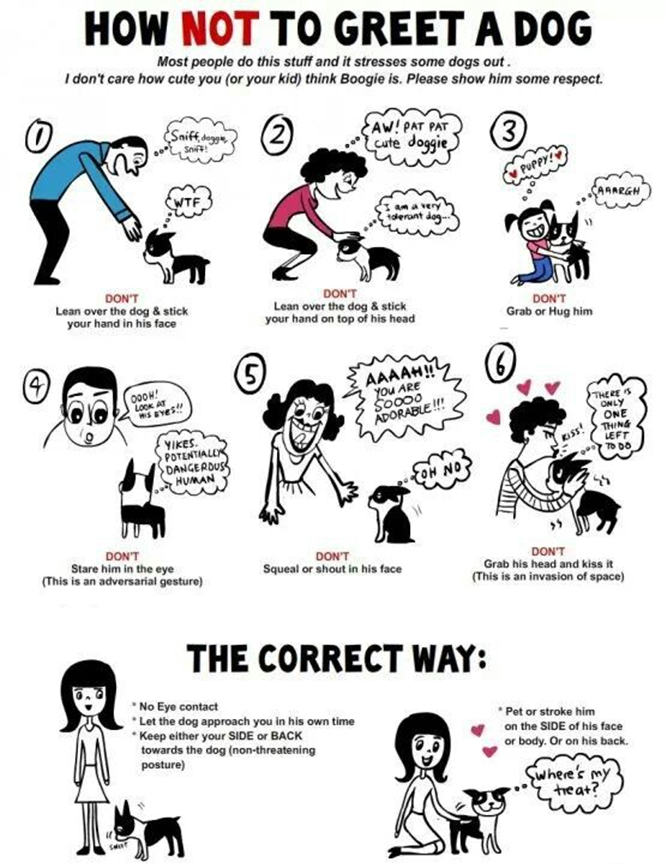 HOW NOT TO GREET A DOG
Most people do this stuff and it stresses some dogs out .
I don't care how cute you (or your kid) think Boogie is. Please show him some respect.
1
Sniff, doggie,
Sniff!
WTF
DON'T
Lean over the dog & stick
your hand in his face
2
AW! PAT PAT
cute doggie
I am a very
tolerant dog...
DON'T
Lean over the dog & stick
your hand on top of his head
3
PUPPY!
AAARGH
DON'T
Grab or Hug him
4
OOOH!
LOOK AT
HIS EYES!!
YIKES.
POTENTIALLY
DANGEROUS
HUMAN
DON'T
Stare him in the eye
(This is an adversarial gesture)
5
AAAAH!!
YOU ARE
SOOOO
ADORABLE!!!
OH NO
DON'T
Squeal or shout in his face
6
KISS!
THERE IS
ONLY
ONE
THING
LEFT
TO DO
DON'T
Grab his head and kiss it
(This is an invasion of space)
THE CORRECT WAY:
* No Eye contact
* Let the dog approach you in his own time
* Keep either your SIDE or BACK
towards the dog (non-threatening
posture)
SNIFF
* Pet or stroke him
on the SIDE of his face
or body. Or on his back.
Where's my
treat?